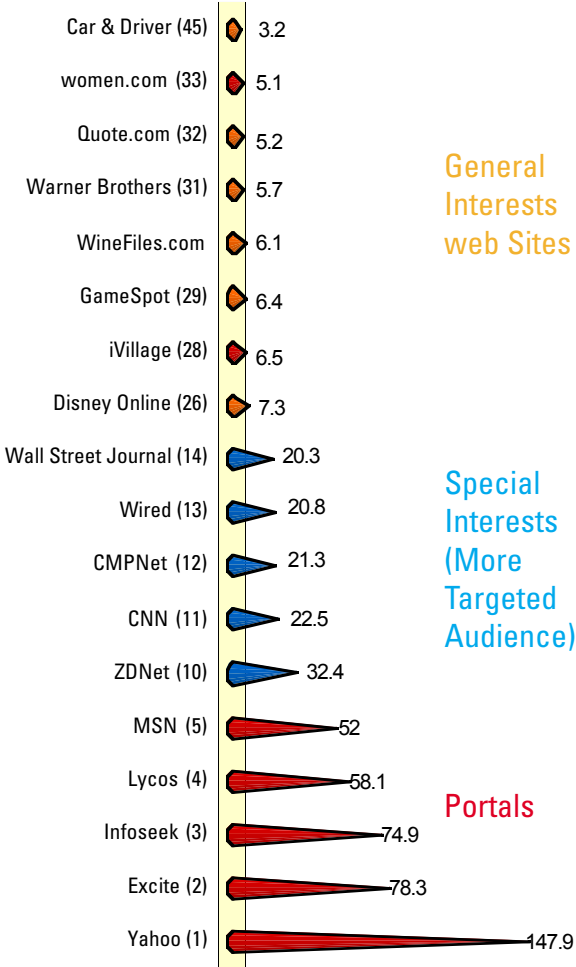 Car & Driver (45) 3.2
women.com (33) 5.1
Quote.com (32) 5.2
Warner Brothers (31) 5.7
WineFiles.com 6.1
GameSpot (29) 6.4
iVillage (28) 6.5
Disney Online (26) 7.3
General
Interests
web Sites
Wall Street Journal (14) 20.3
Wired (13) 20.8
CMPNet (12) 21.3
CNN (11) 22.5
ZDNet (10) 32.4
Special
Interests
(More
Targeted
Audience)
MSN (5) 52
Lycos (4) 58.1
Infoseek (3) 74.9
Excite (2) 78.3
Yahoo (1) 147.9
Portals